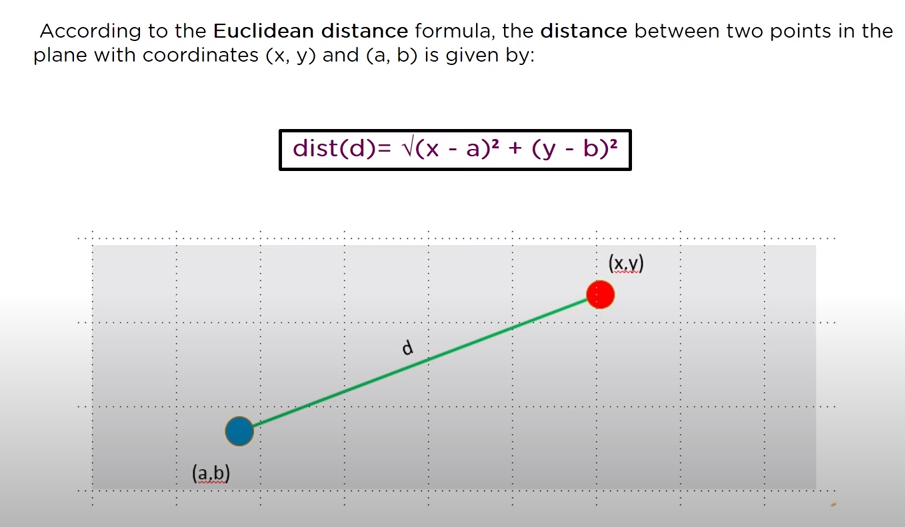 According to the Euclidean distance formula, the distance between two points in the
plane with coordinates (x, y) and (a, b) is given by:
dist(d)= √(x - a)² + (y - b)²
(x,y)
d
(a,b)